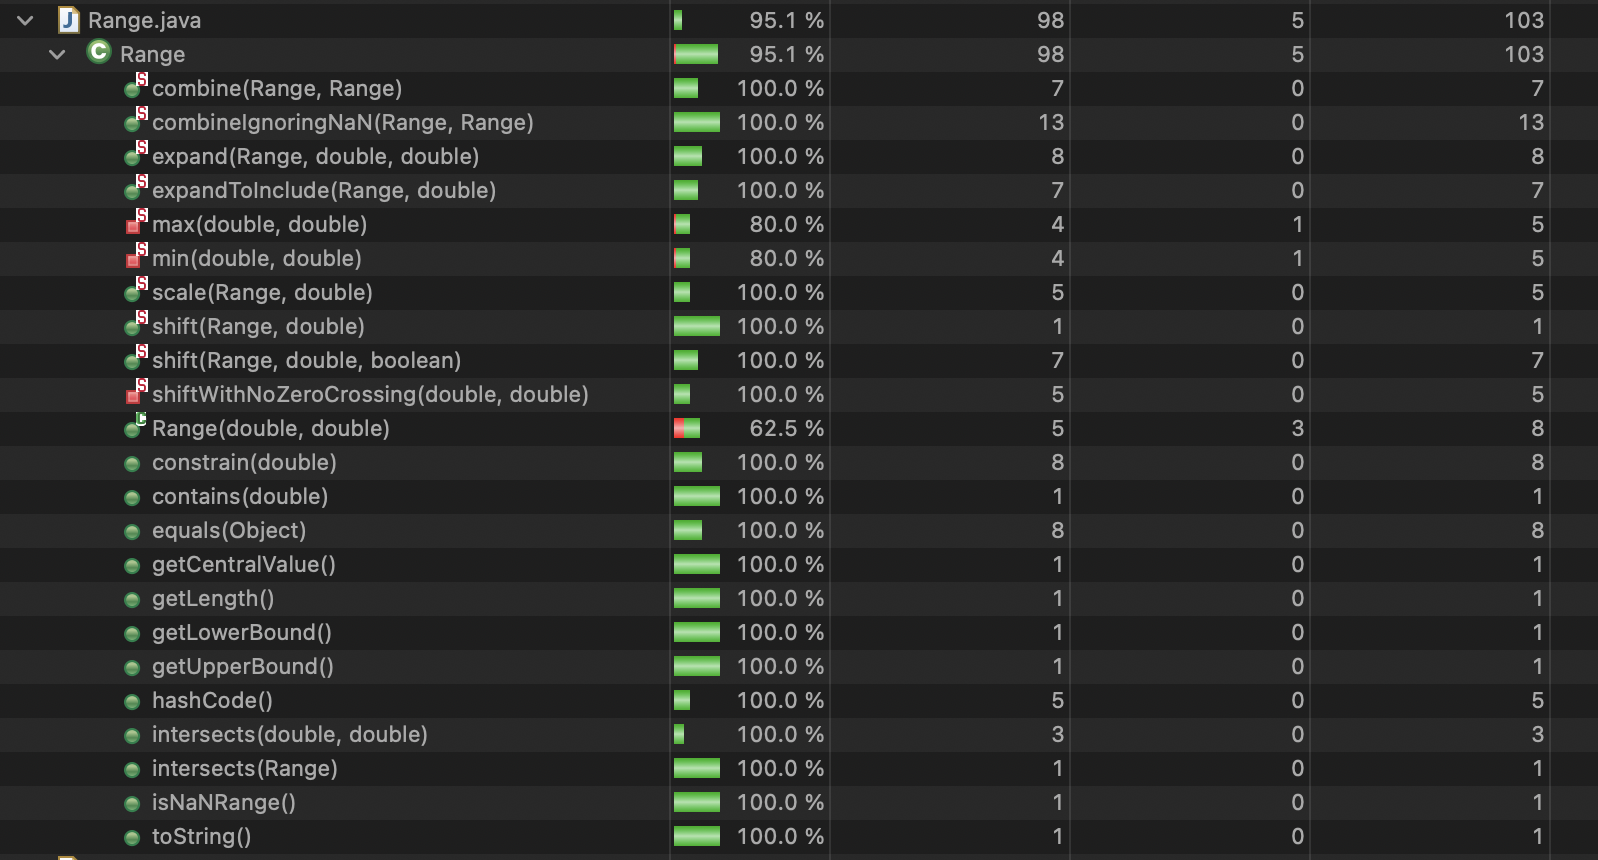 J Range.java 95.1 % 98 5 103
C Range 95.1 % 98 5 103
S combine(Range, Range) 100.0 % 7 0 7
S combineIgnoringNaN(Range, Range) 100.0 % 13 0 13
S expand(Range, double, double) 100.0 % 8 0 8
S expandToInclude(Range, double) 100.0 % 7 0 7
S max(double, double) 80.0 % 4 1 5
S min(double, double) 80.0 % 4 1 5
S scale(Range, double) 100.0 % 5 0 5
S shift(Range, double) 100.0 % 1 0 1
S shift(Range, double, boolean) 100.0 % 7 0 7
S shiftWithNoZeroCrossing(double, double) 100.0 % 5 0 5
C Range(double, double) 62.5 % 5 3 8
constrain(double) 100.0 % 8 0 8
contains(double) 100.0 % 1 0 1
equals(Object) 100.0 % 8 0 8
getCentralValue() 100.0 % 1 0 1
getLength() 100.0 % 1 0 1
getLowerBound() 100.0 % 1 0 1
getUpperBound() 100.0 % 1 0 1
hashCode() 100.0 % 5 0 5
intersects(double, double) 100.0 % 3 0 3
intersects(Range) 100.0 % 1 0 1
isNaNRange() 100.0 % 1 0 1
toString() 100.0 % 1 0 1